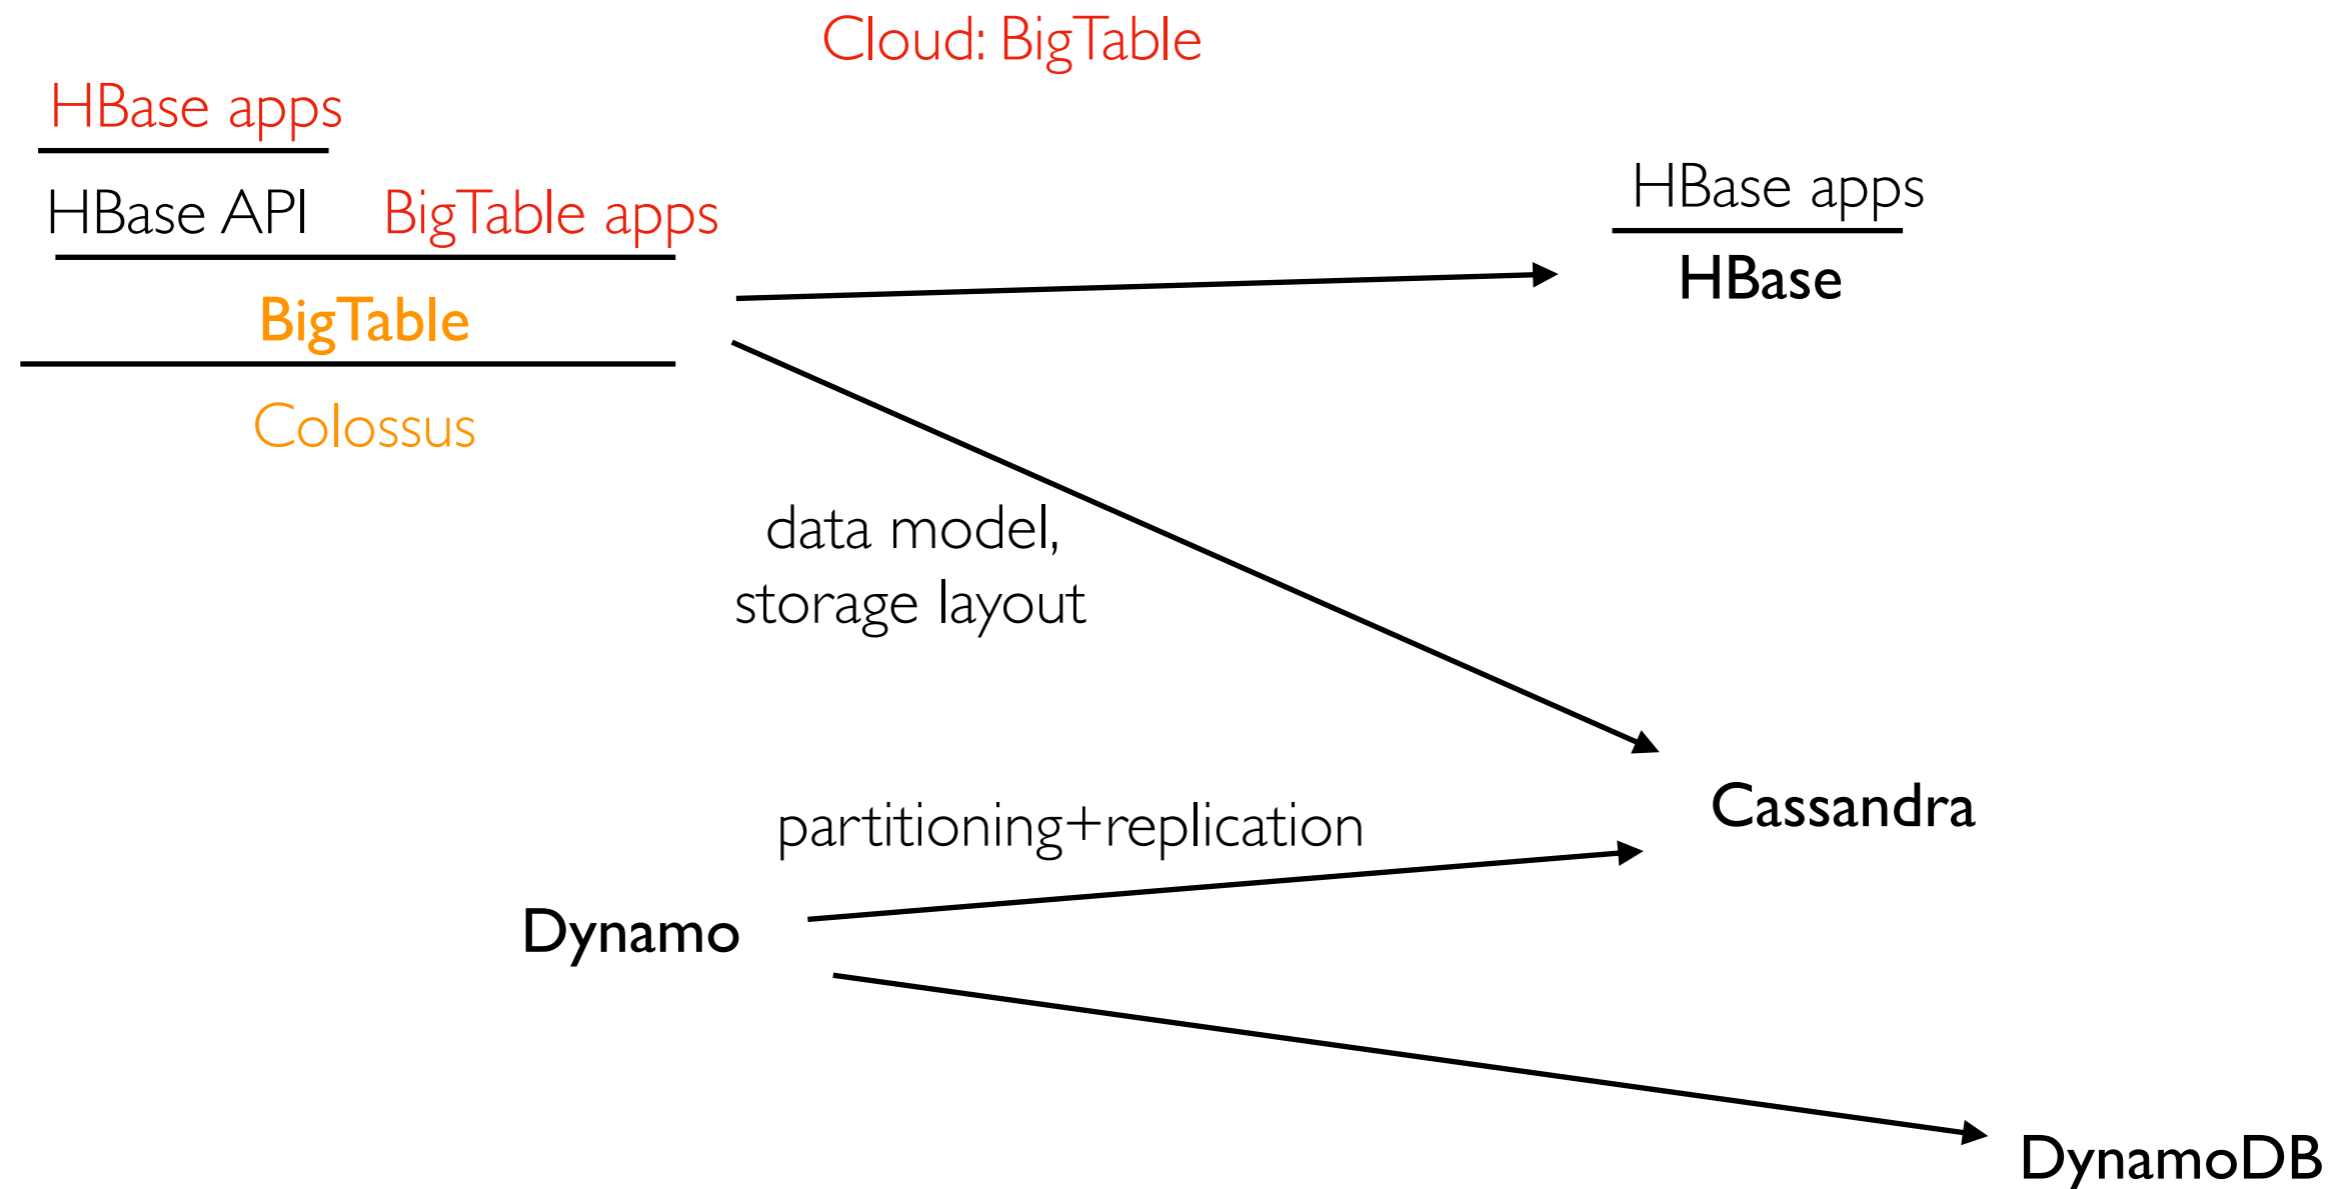 Cloud: BigTable
HBase apps
HBase API
BigTable apps
BigTable
Colossus
HBase apps
HBase
data model,
storage layout
Cassandra
partitioning+replication
Dynamo
DynamoDB